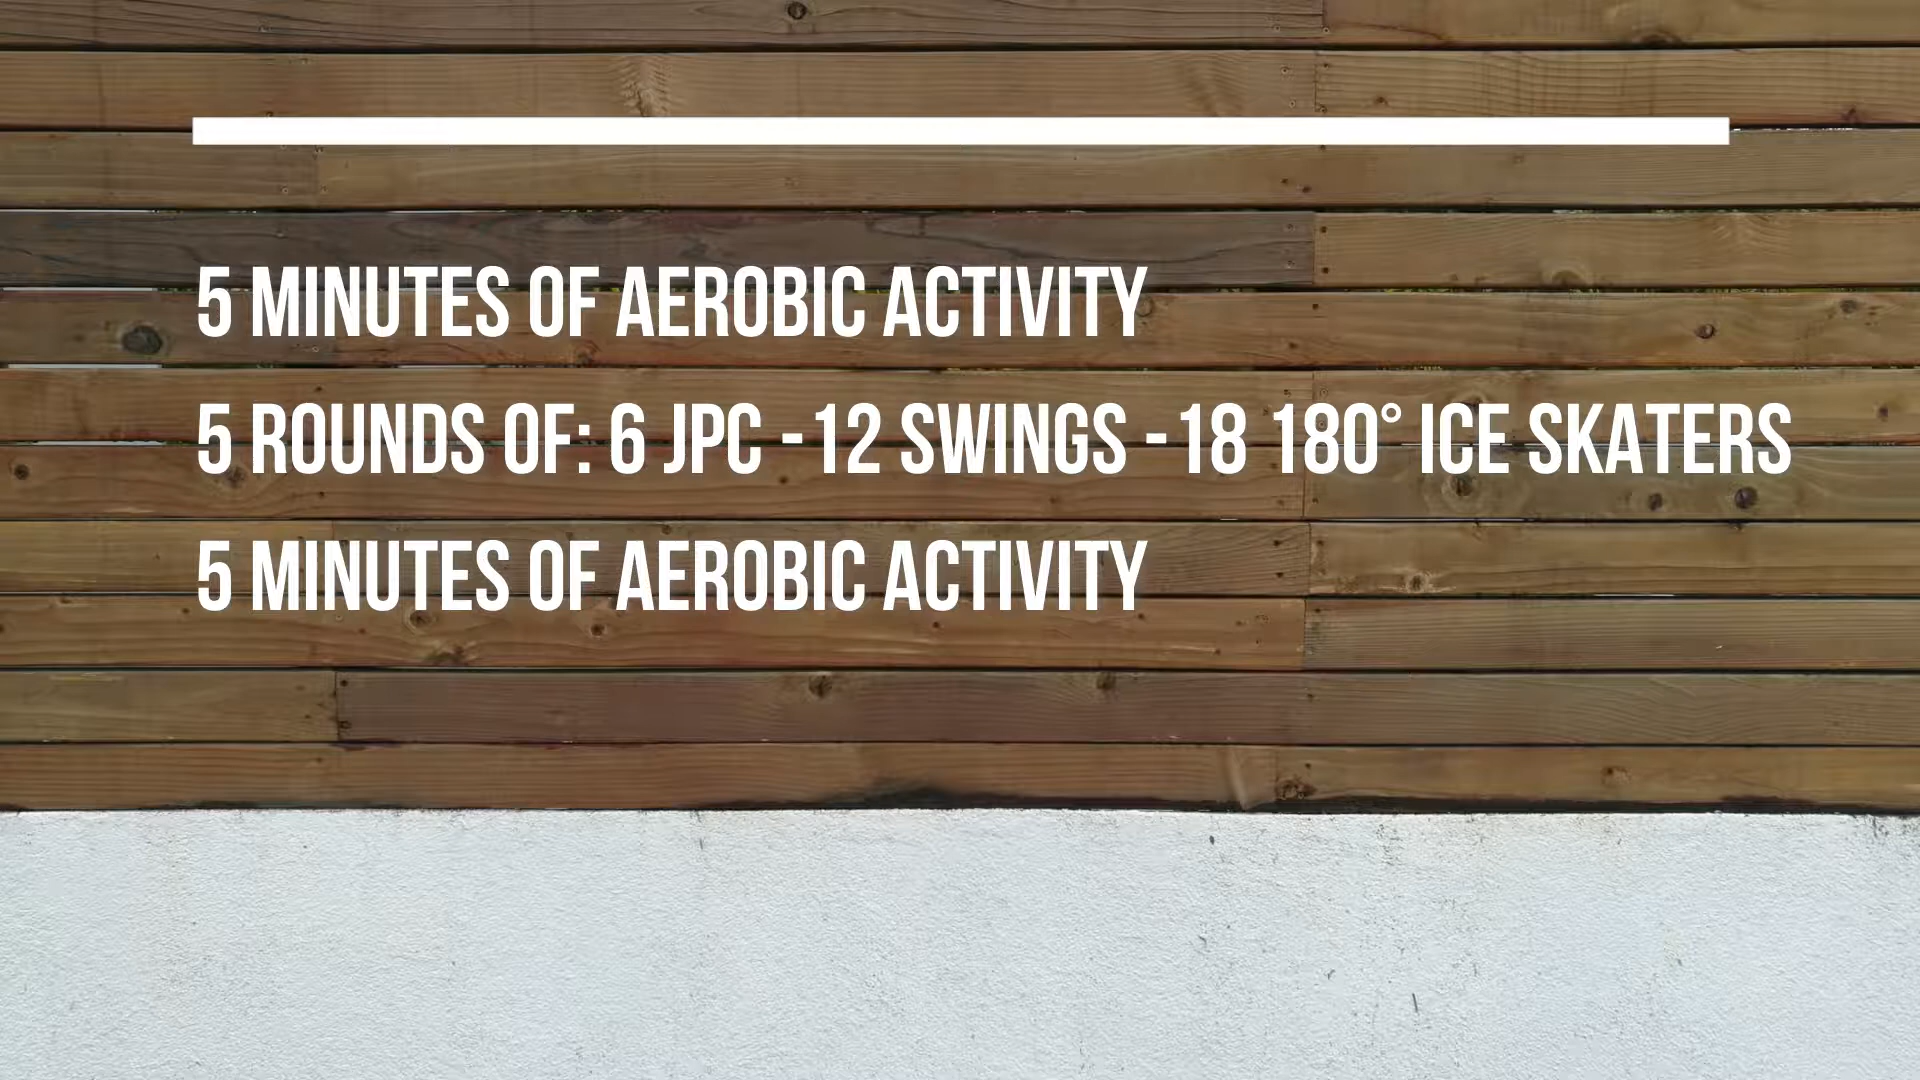 5 MINUTES OF AEROBIC ACTIVITY
5 ROUNDS OF: 6 JPC -12 SWINGS -18 180° ICE SKATERS
5 MINUTES OF AEROBIC ACTIVITY